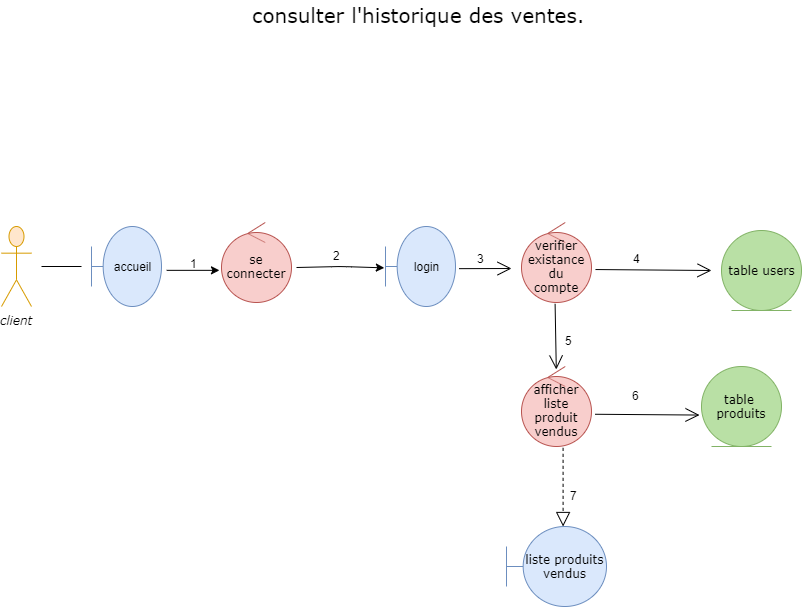 consulter l'historique des ventes.
accueil
1
se
connecter
2
login
3
verifier
existance
du
compte
4
table users
client
5
afficher
liste
produit
vendus
6
table
produits
7
liste produits
vendus